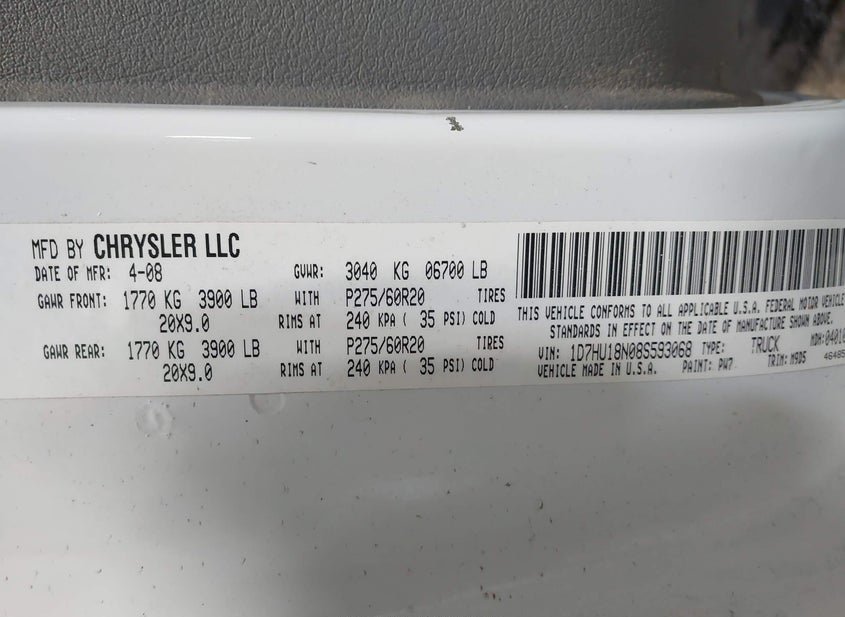 MFD BY CHRYSLER LLC
DATE OF MFR: 4-08 GVWR: 3040 KG 06700 LB
GAWR FRONT: 1770 KG 3900 LB WITH P275/60R20 TIRES
20X9.0 RIMS AT 240 KPA ( 35 PSI) COLD
GAWR REAR: 1770 KG 3900 LB WITH P275/60R20 TIRES
20X9.0 RIMS AT 240 KPA ( 35 PSI) COLD
THIS VEHICLE CONFORMS TO ALL APPLICABLE U.S.A. FEDERAL MOTOR VEHICLE
STANDARDS IN EFFECT ON THE DATE OF MANUFACTURE SHOWN ABOVE.
VIN: 1D7HU18N08S593068 TYPE: TRUCK MDH:
VEHICLE MADE IN U.S.A. PAINT: PW7 TRIM: M9D5